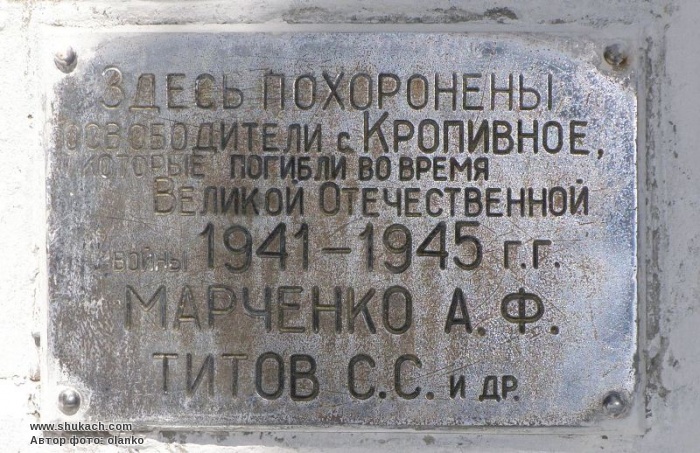 Здесь похоронены
освободители с. Кропивное,
которые погибли во время
Великой Отечественной
войны 1941–1945 г.г.
Марченко А. Ф.
Титов С.С. и др.
www.shukach.com
Автор фото: olanko